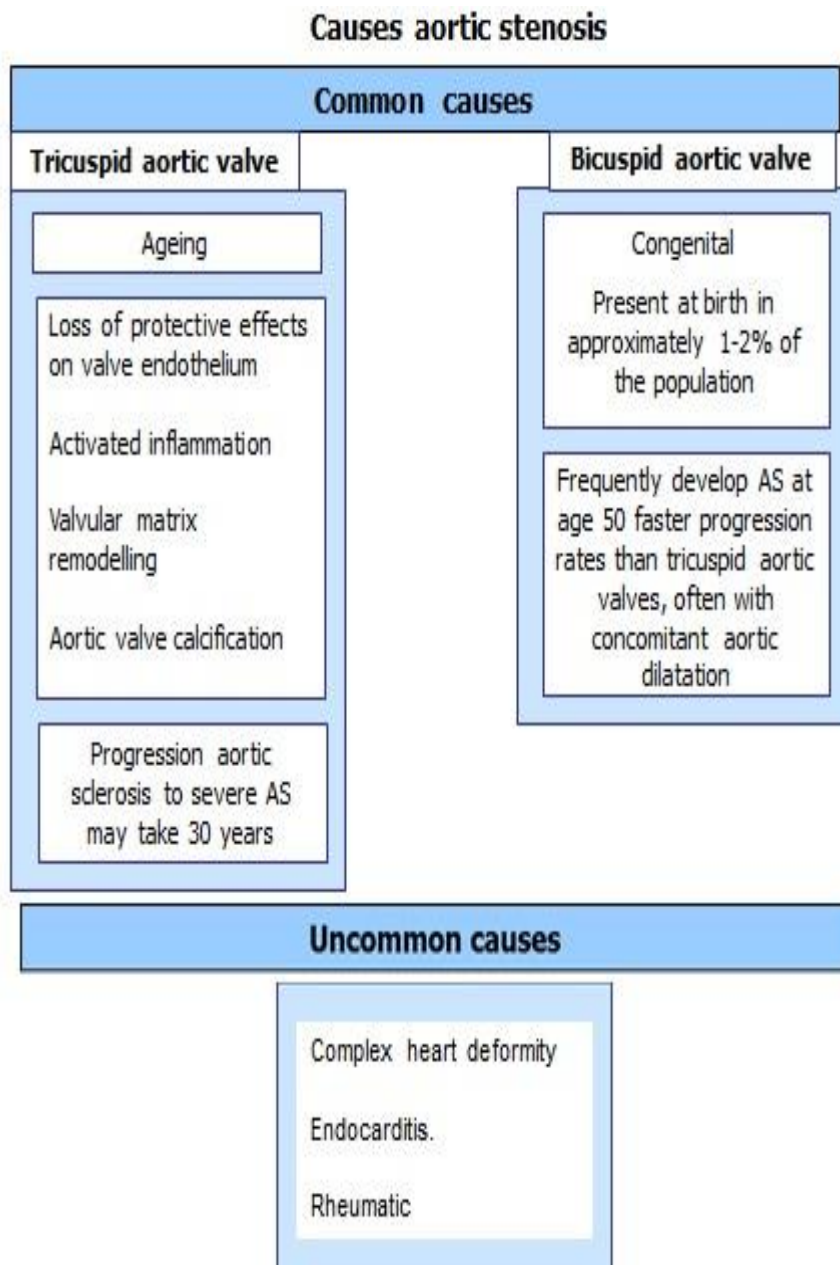 Causes aortic stenosis
Common causes
Tricuspid aortic valve
Ageing
Loss of protective effects
on valve endothelium
Activated inflammation
Valvular matrix
remodelling
Aortic valve calcification
Progression aortic
sclerosis to severe AS
may take 30 years
Bicuspid aortic valve
Congenital
Present at birth in
approximately 1-2% of
the population
Frequently develop AS at
age 50 faster progression
rates than tricuspid aortic
valves, often with
concomitant aortic
dilatation
Uncommon causes
Complex heart deformity
Endocarditis.
Rheumatic